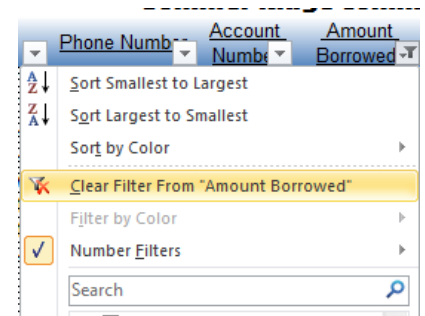 Phone Numb
Account
Numbe
Amount
Borrowed
Sort Smallest to Largest
Sort Largest to Smallest
Sort by Color
Clear Filter From "Amount Borrowed"
Filter by Color
Number Filters
Search